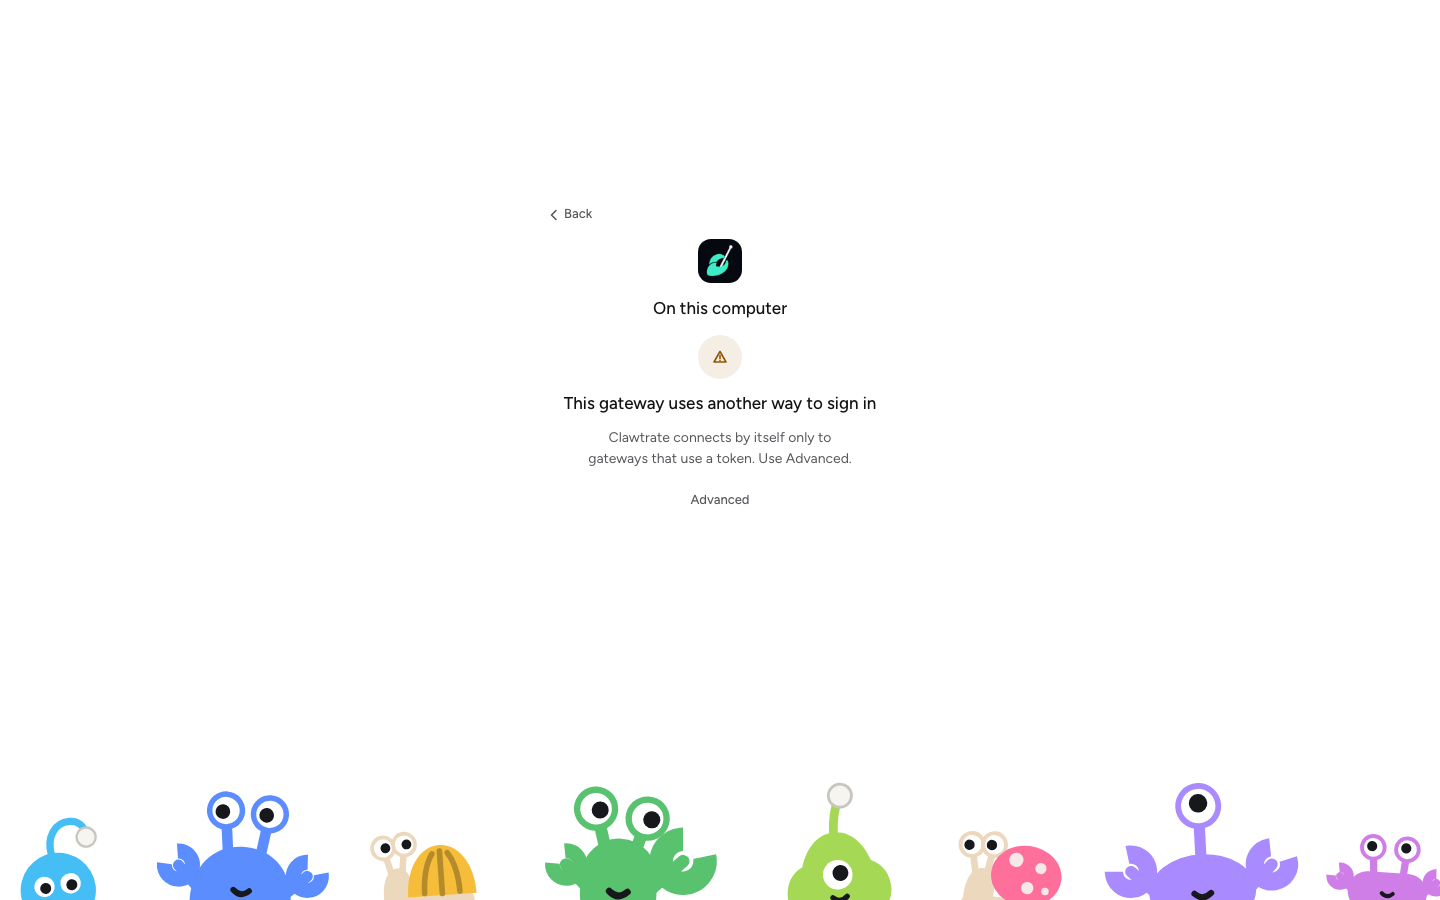 Back
On this computer
This gateway uses another way to sign in
Clawtrate connects by itself only to
gateways that use a token. Use Advanced.
Advanced